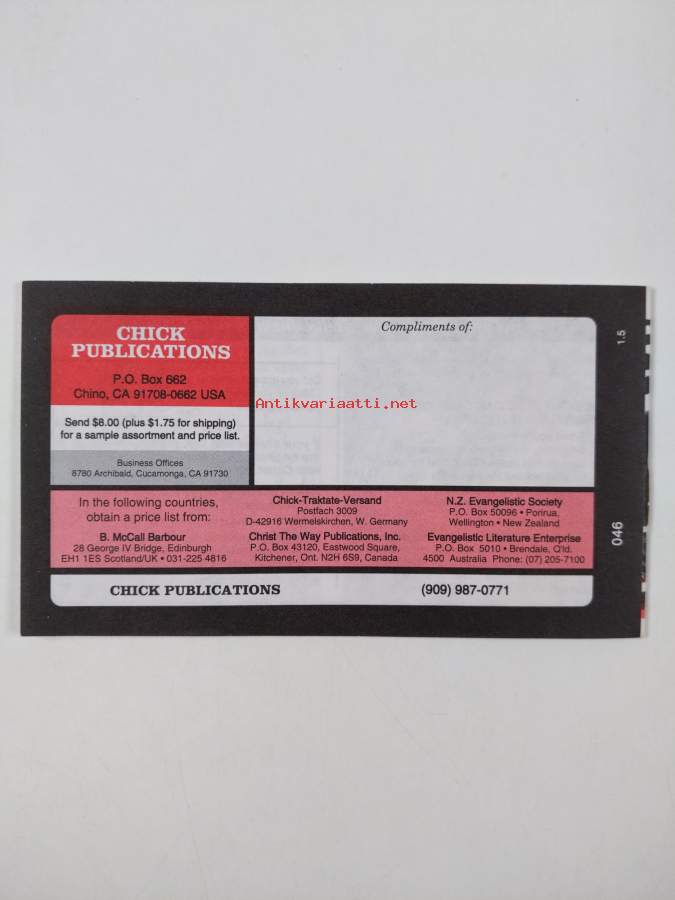 CHICK
PUBLICATIONS
P.O. Box 662
Chino, CA 91708-0662 USA
Send $8.00 (plus $1.75 for shipping)
for a sample assortment and price list.
Business Offices
8780 Archibald, Cucamonga, CA 91730
Compliments of:
Antikvariaatti.net
In the following countries,
obtain a price list from:
B. McCall Barbour
28 George IV Bridge, Edinburgh
EH1 1ES Scotland/UK • 031-225 4816
Chick-Traktate-Versand
Postfach 3009
D-42916 Wermelskirchen, W. Germany
Christ The Way Publications, Inc.
P.O. Box 43120, Eastwood Square,
Kitchener, Ont. N2H 6S9, Canada
N.Z. Evangelistic Society
P.O. Box 50096 • Porirua,
Wellington • New Zealand
Evangelistic Literature Enterprise
P.O. Box 5010 • Brendale, Q'ld.
4500 Australia Phone: (07) 205-7100
CHICK PUBLICATIONS (909) 987-0771
1.5
046